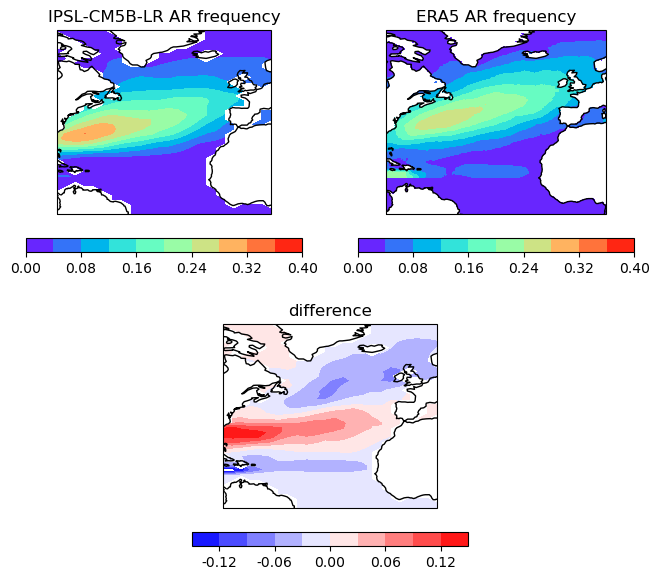 IPSL-CM5B-LR AR frequency
ERA5 AR frequency
0.00 0.08 0.16 0.24 0.32 0.40
0.00 0.08 0.16 0.24 0.32 0.40
difference
-0.12 -0.06 0.00 0.06 0.12